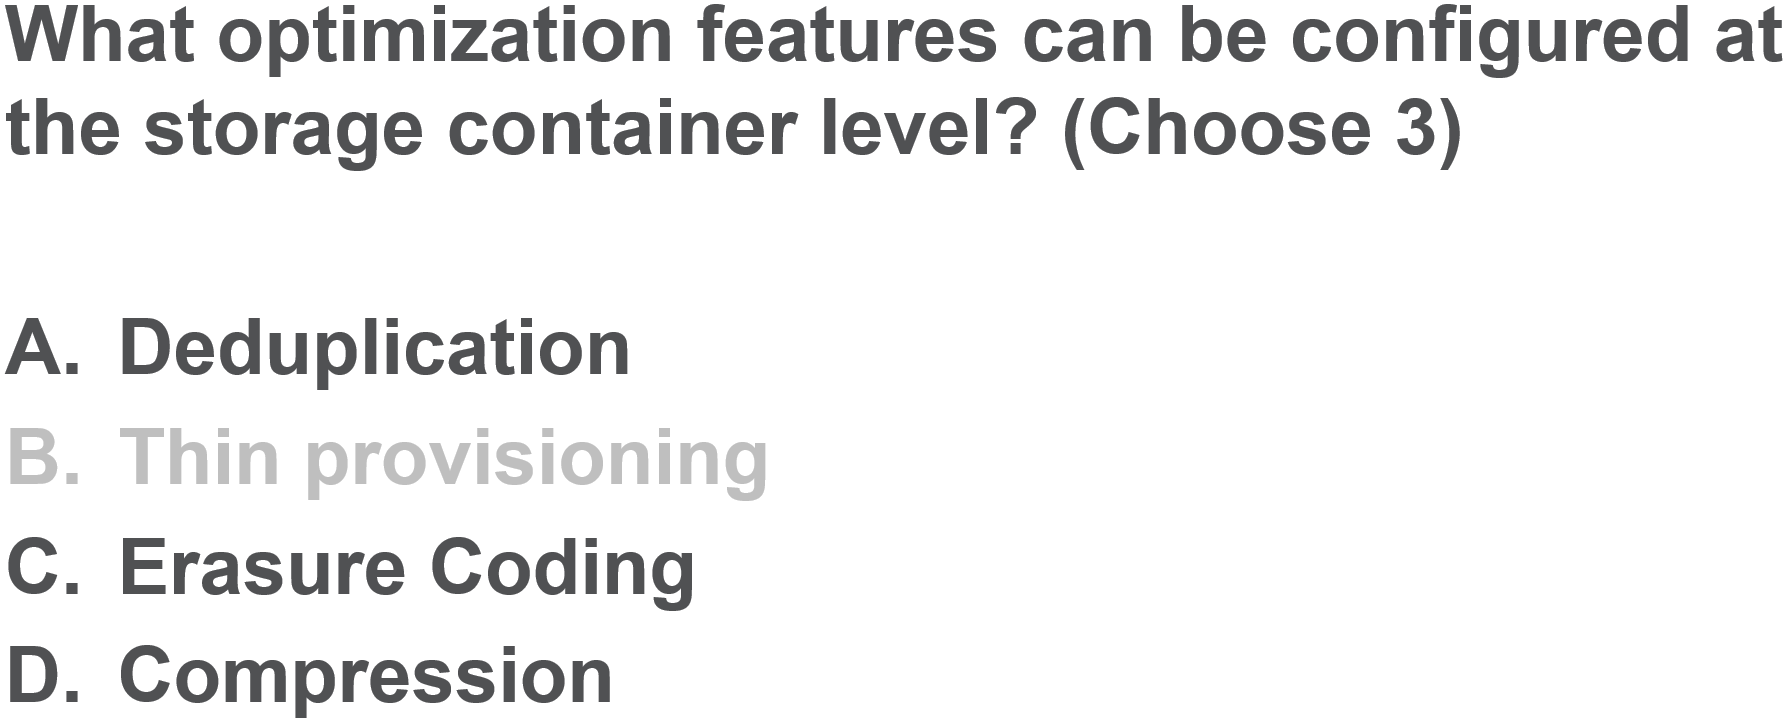 What optimization features can be configured at
the storage container level? (Choose 3)
A. Deduplication
B. Thin provisioning
C. Erasure Coding
D. Compression